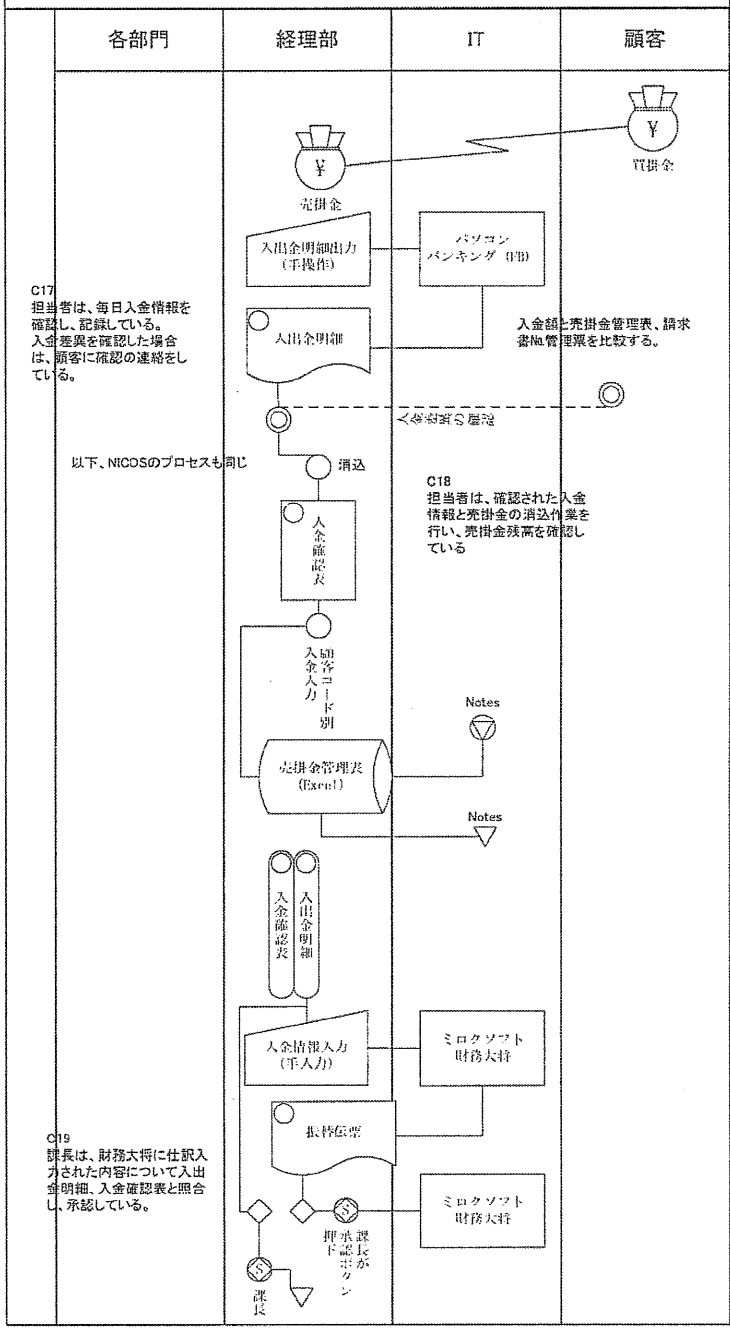 各部門
経理部
IT
顧客
¥
¥
売掛金
買掛金
入出金明細出力
(手操作)
パソコン
バンキング (FB)
C17
担当者は、毎日入金情報を
確認し、記録している。
入金差異を確認した場合
は、顧客に確認の連絡をし
ている。
入出金明細
入金額と売掛金管理表、請求
書№管理票を比較する。
入金差異の確認
以下、NICOSのプロセスも同じ
消込
C18
担当者は、確認された入金
情報と売掛金の消込作業を
行い、売掛金残高を確認し
ている
入金確認表
顧客コード別
入金入力
Notes
売掛金管理表
(Excel)
Notes
入金確認表
入出金明細
入金情報入力
(手入力)
ミロクソフト
財務大将
振替伝票
C19
課長は、財務大将に仕訳入
力された内容について入出
金明細、入金確認表と照合
し、承認している。
S
課長が
承認ボタン
押下
ミロクソフト
財務大将
S
課長